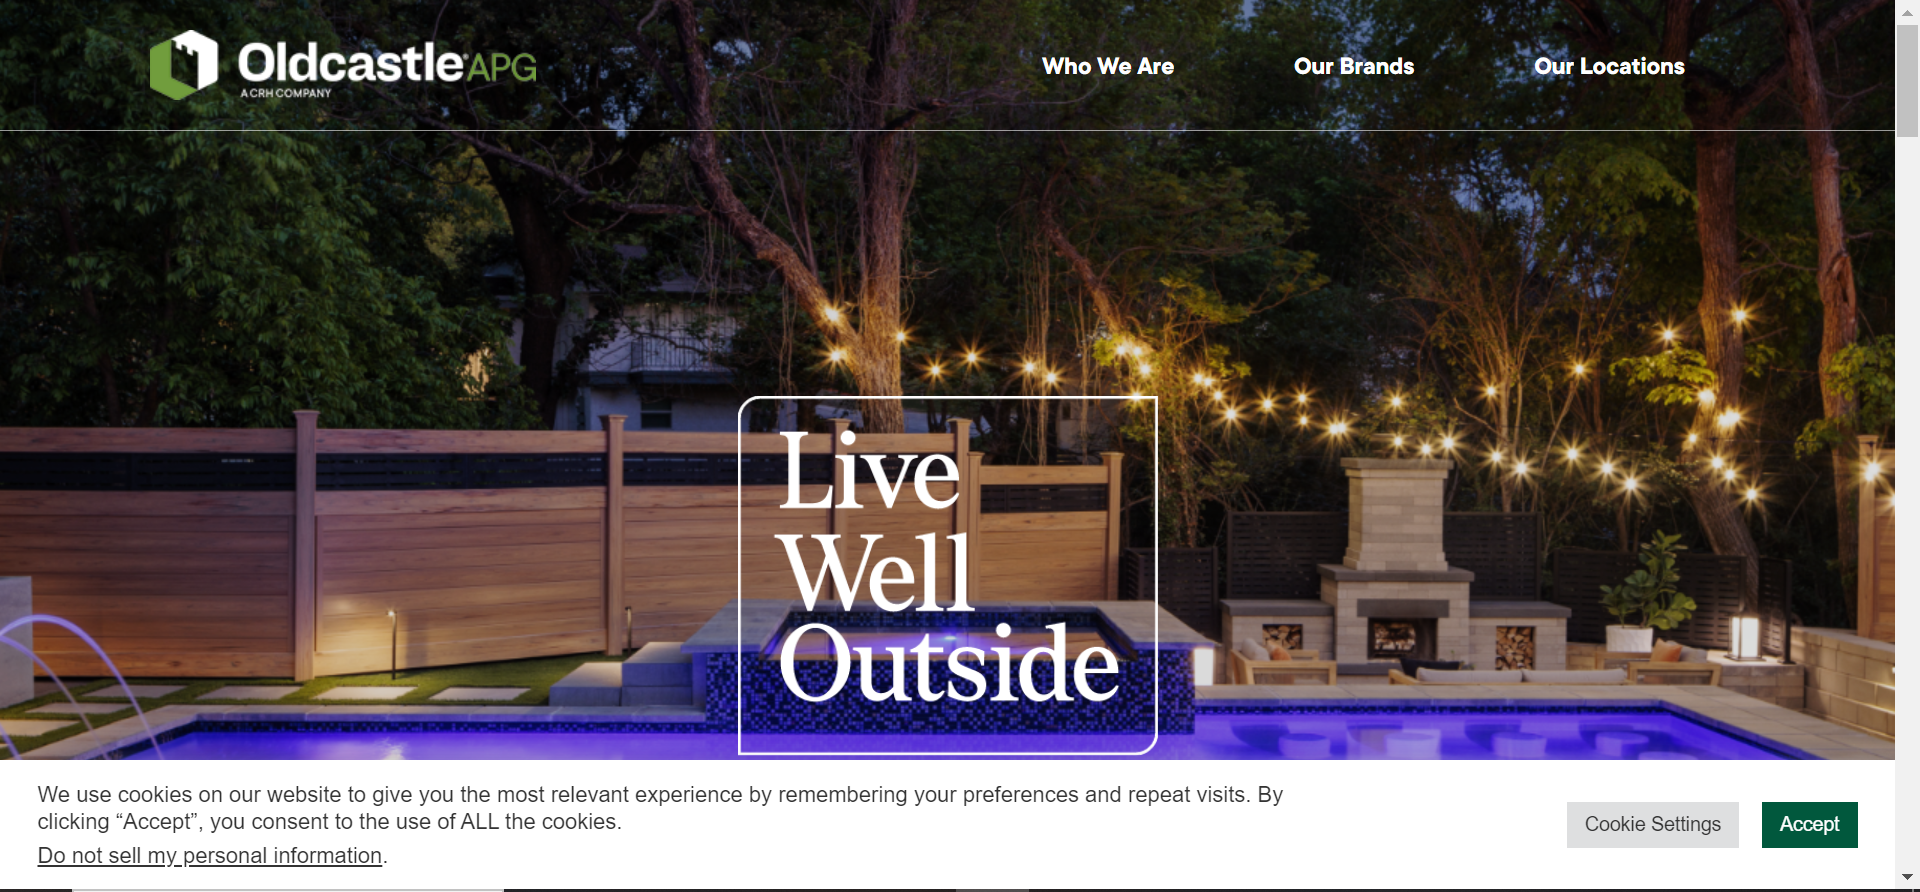 Oldcastle APG
A CRH COMPANY
Who We Are
Our Brands
Our Locations
Live
Well
Outside
We use cookies on our website to give you the most relevant experience by remembering your preferences and repeat visits. By
clicking “Accept”, you consent to the use of ALL the cookies.
Do not sell my personal information.
Cookie Settings
Accept